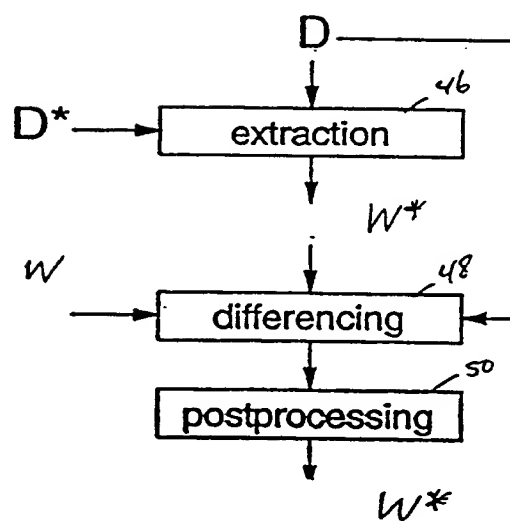 D
46
D*
extraction
W*
W
48
differencing
50
postprocessing
W*